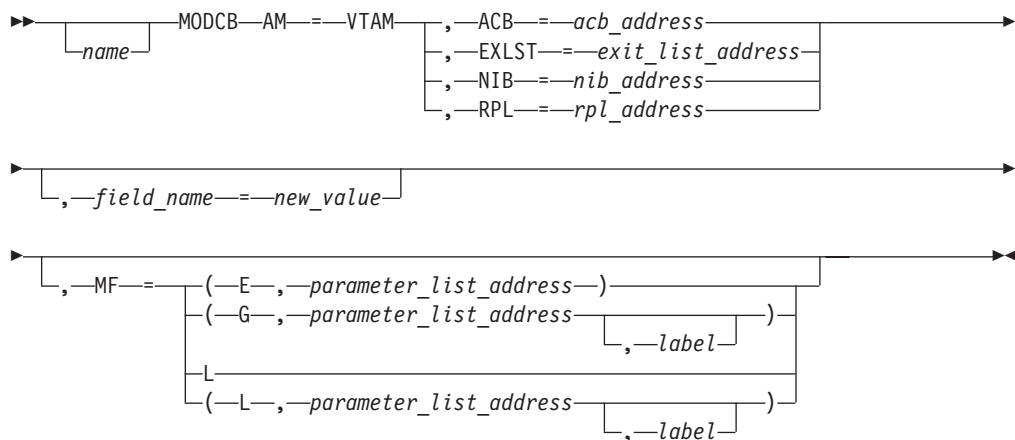 MODCB AM = VTAM , ACB = acb_address
name , EXLST = exit_list_address
, NIB = nib_address
, RPL = rpl_address
, field_name = new_value
, MF = ( E , parameter_list_address )
( G , parameter_list_address )
, label
L
( L , parameter_list_address )
, label